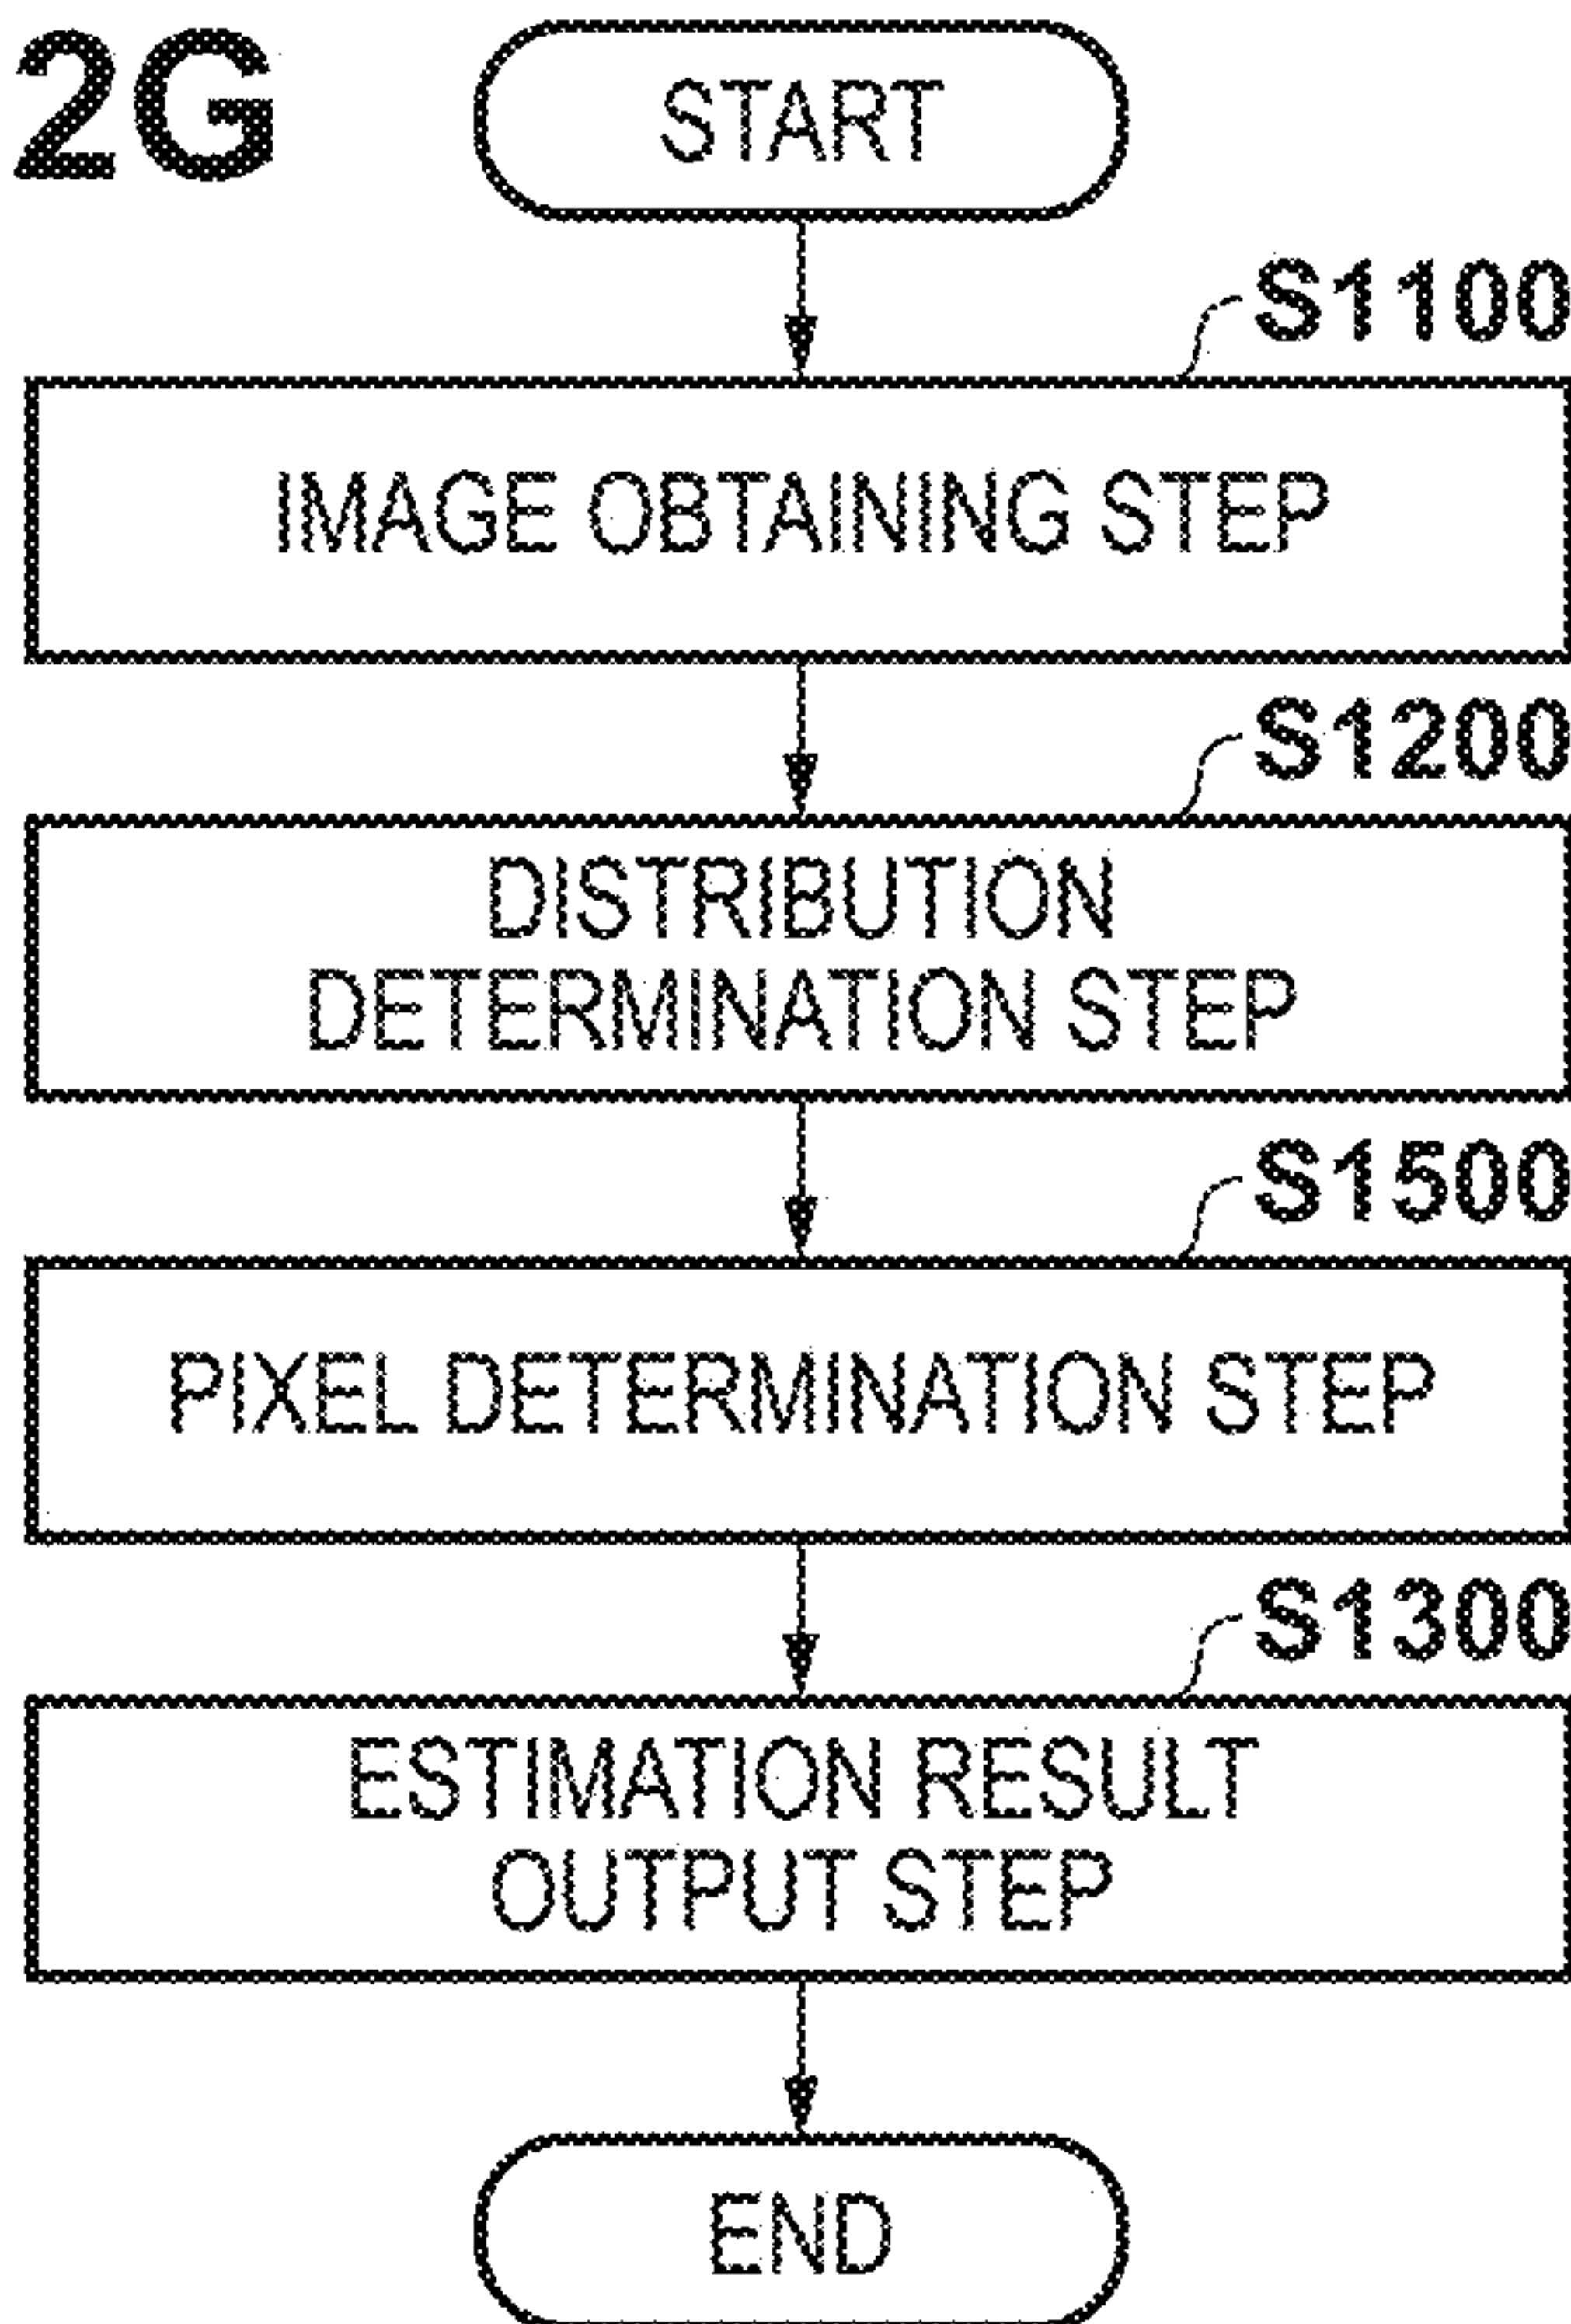 2G
START
S1100
IMAGE OBTAINING STEP
S1200
DISTRIBUTION
DETERMINATION STEP
S1500
PIXEL DETERMINATION STEP
S1300
ESTIMATION RESULT
OUTPUT STEP
END